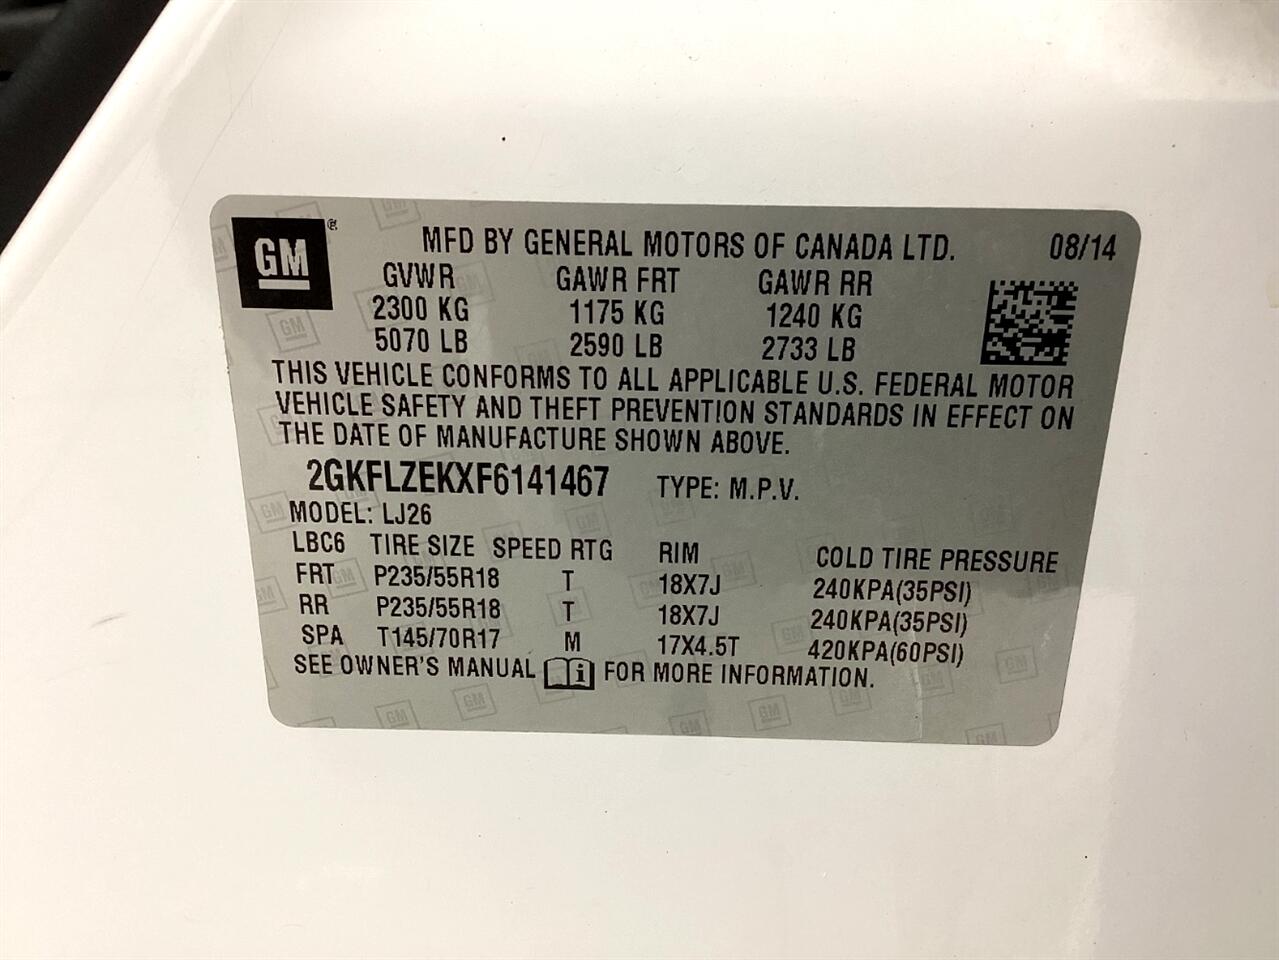 GM ® MFD BY GENERAL MOTORS OF CANADA LTD. 08/14
GVWR GAWR FRT GAWR RR
2300 KG 1175 KG 1240 KG
5070 LB 2590 LB 2733 LB
THIS VEHICLE CONFORMS TO ALL APPLICABLE U.S. FEDERAL MOTOR
VEHICLE SAFETY AND THEFT PREVENTION STANDARDS IN EFFECT ON
THE DATE OF MANUFACTURE SHOWN ABOVE.
2GKFLZEKXF6141467 TYPE: M.P.V.
MODEL: LJ26
LBC6 TIRE SIZE SPEED RTG RIM COLD TIRE PRESSURE
FRT P235/55R18 T 18X7J 240KPA(35PSI)
RR P235/55R18 T 18X7J 240KPA(35PSI)
SPA T145/70R17 M 17X4.5T 420KPA(60PSI)
SEE OWNER'S MANUAL i FOR MORE INFORMATION.